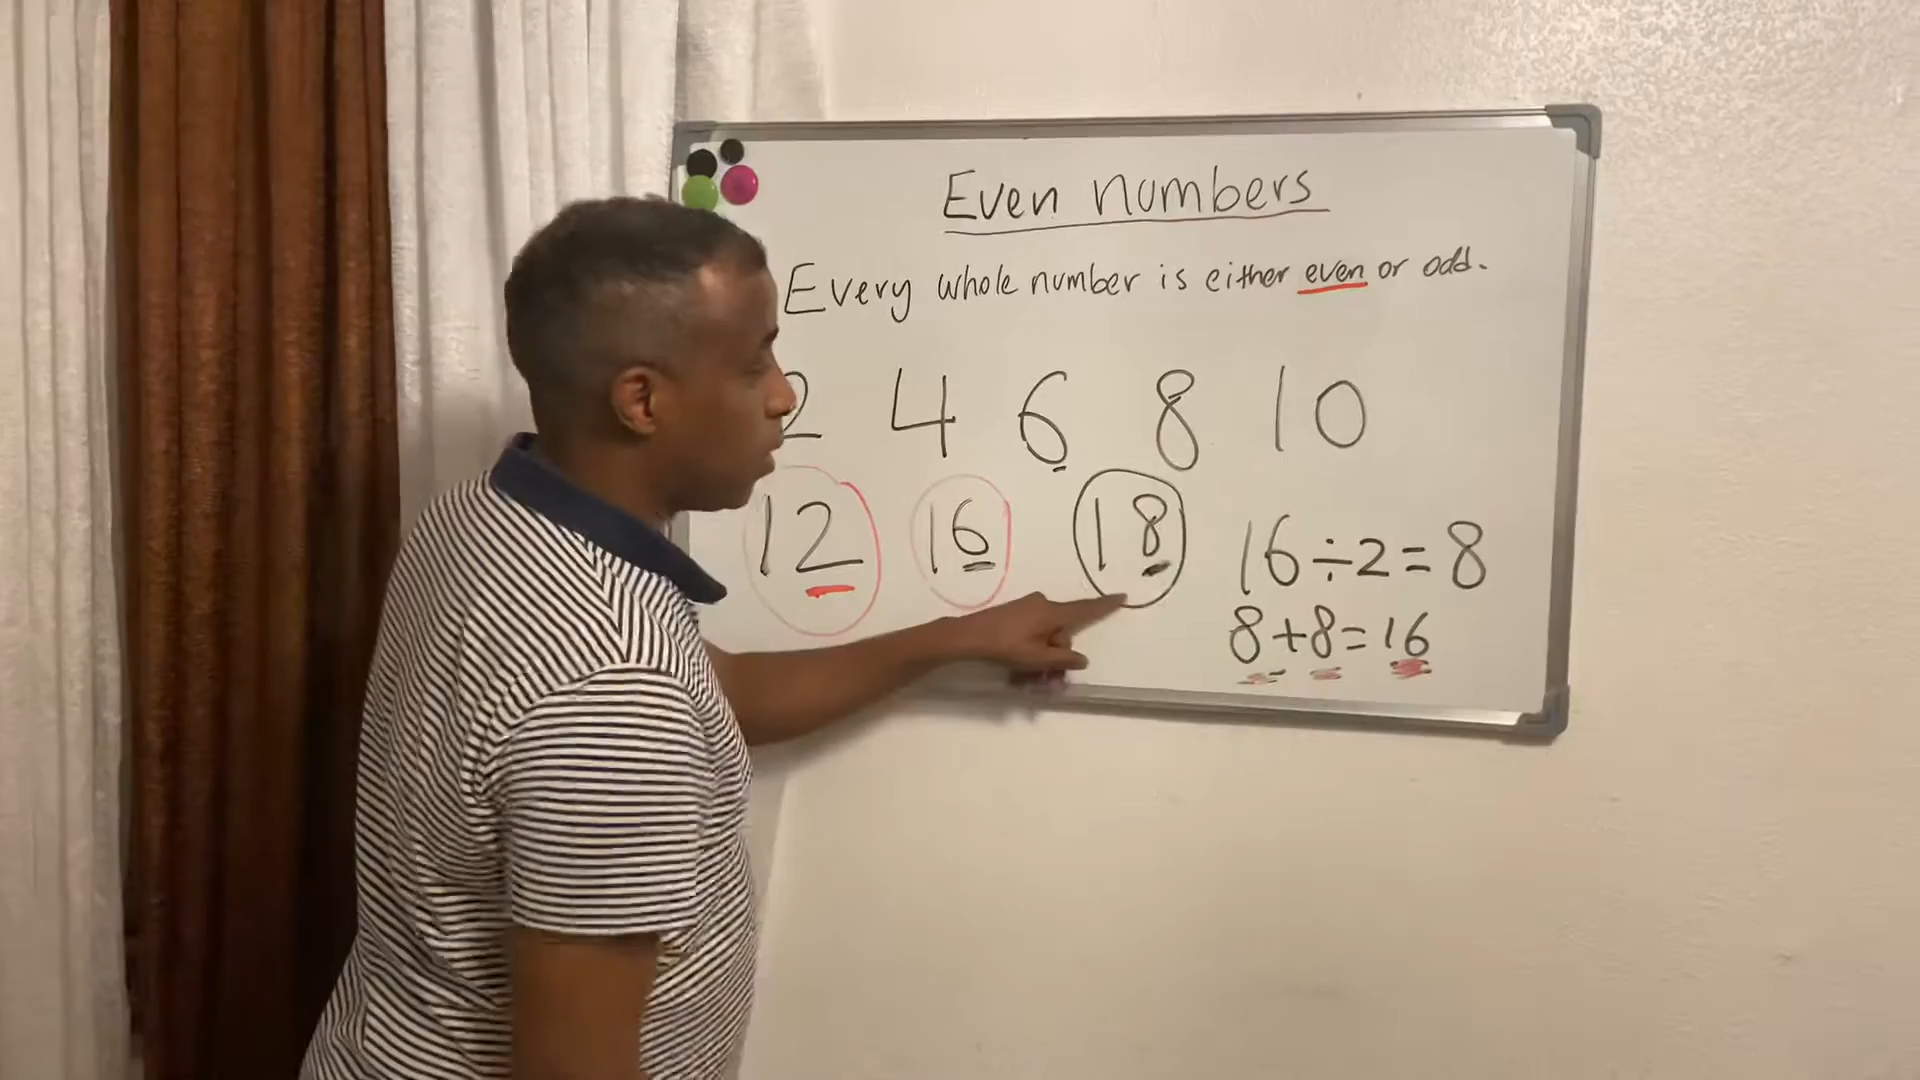 Even numbers
Every whole number is either even or odd.
2 4 6 8 10
12 16 18
16÷2=8
8+8=16